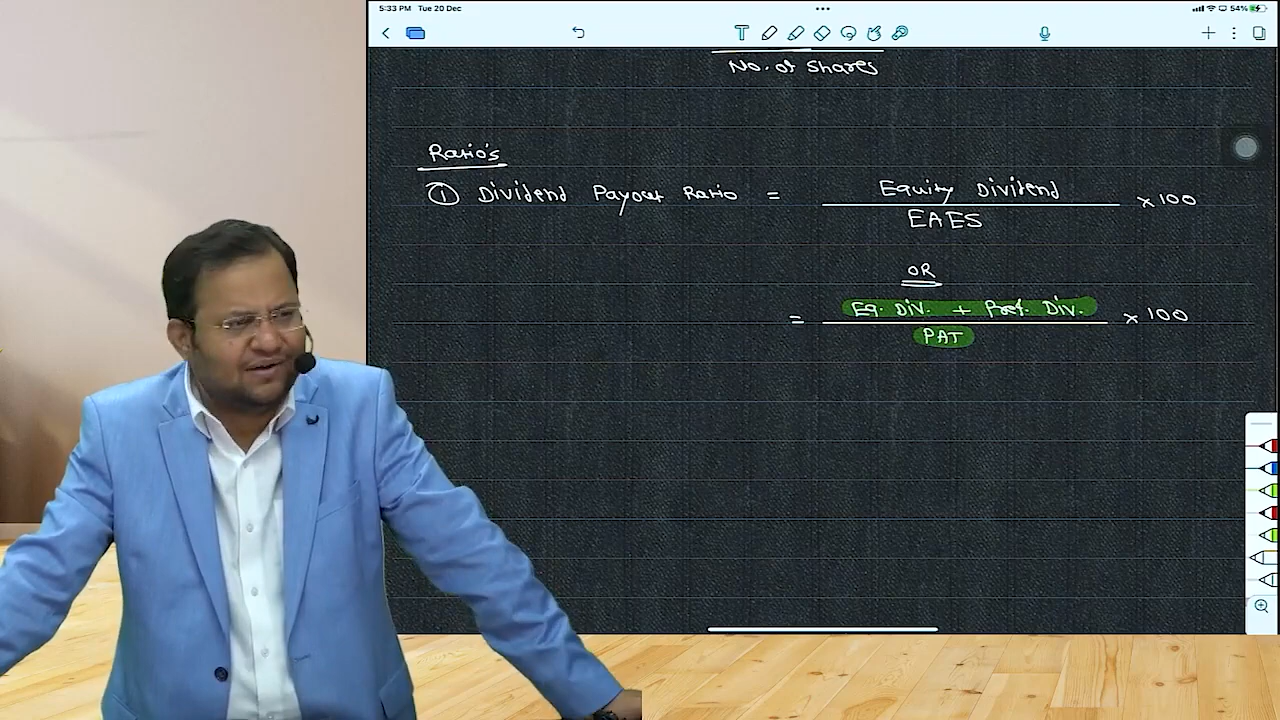 5:33 PM Tue 20 Dec
54%
No. of Shares
Ratio's
① Dividend Payout Ratio = Equity Dividend / EAES × 100
OR
= Eq. Div. + Pref. Div. / PAT × 100